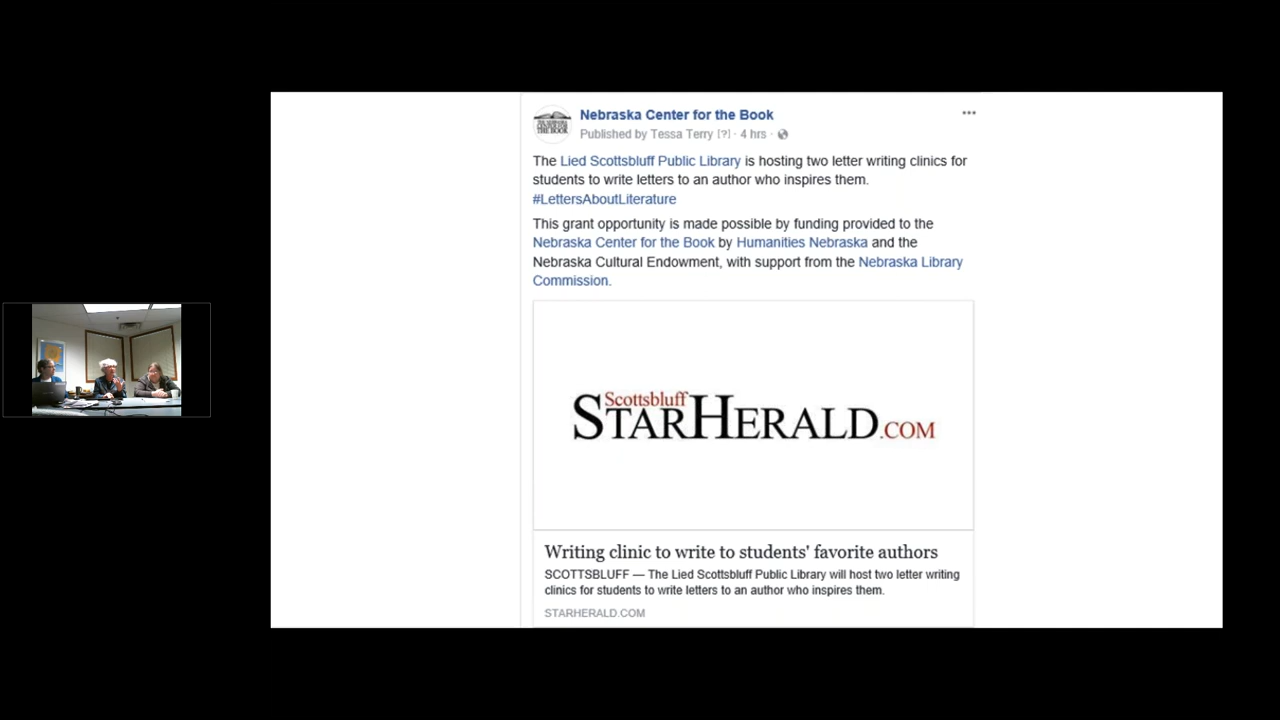 Nebraska Center for the Book
Published by Tessa Terry [?] · 4 hrs ·
The Lied Scottsbluff Public Library is hosting two letter writing clinics for
students to write letters to an author who inspires them.
#LettersAboutLiterature
This grant opportunity is made possible by funding provided to the
Nebraska Center for the Book by Humanities Nebraska and the
Nebraska Cultural Endowment, with support from the Nebraska Library
Commission.
Scottsbluff
STARHERALD.COM
Writing clinic to write to students' favorite authors
SCOTTSBLUFF — The Lied Scottsbluff Public Library will host two letter writing
clinics for students to write letters to an author who inspires them.
STARHERALD.COM